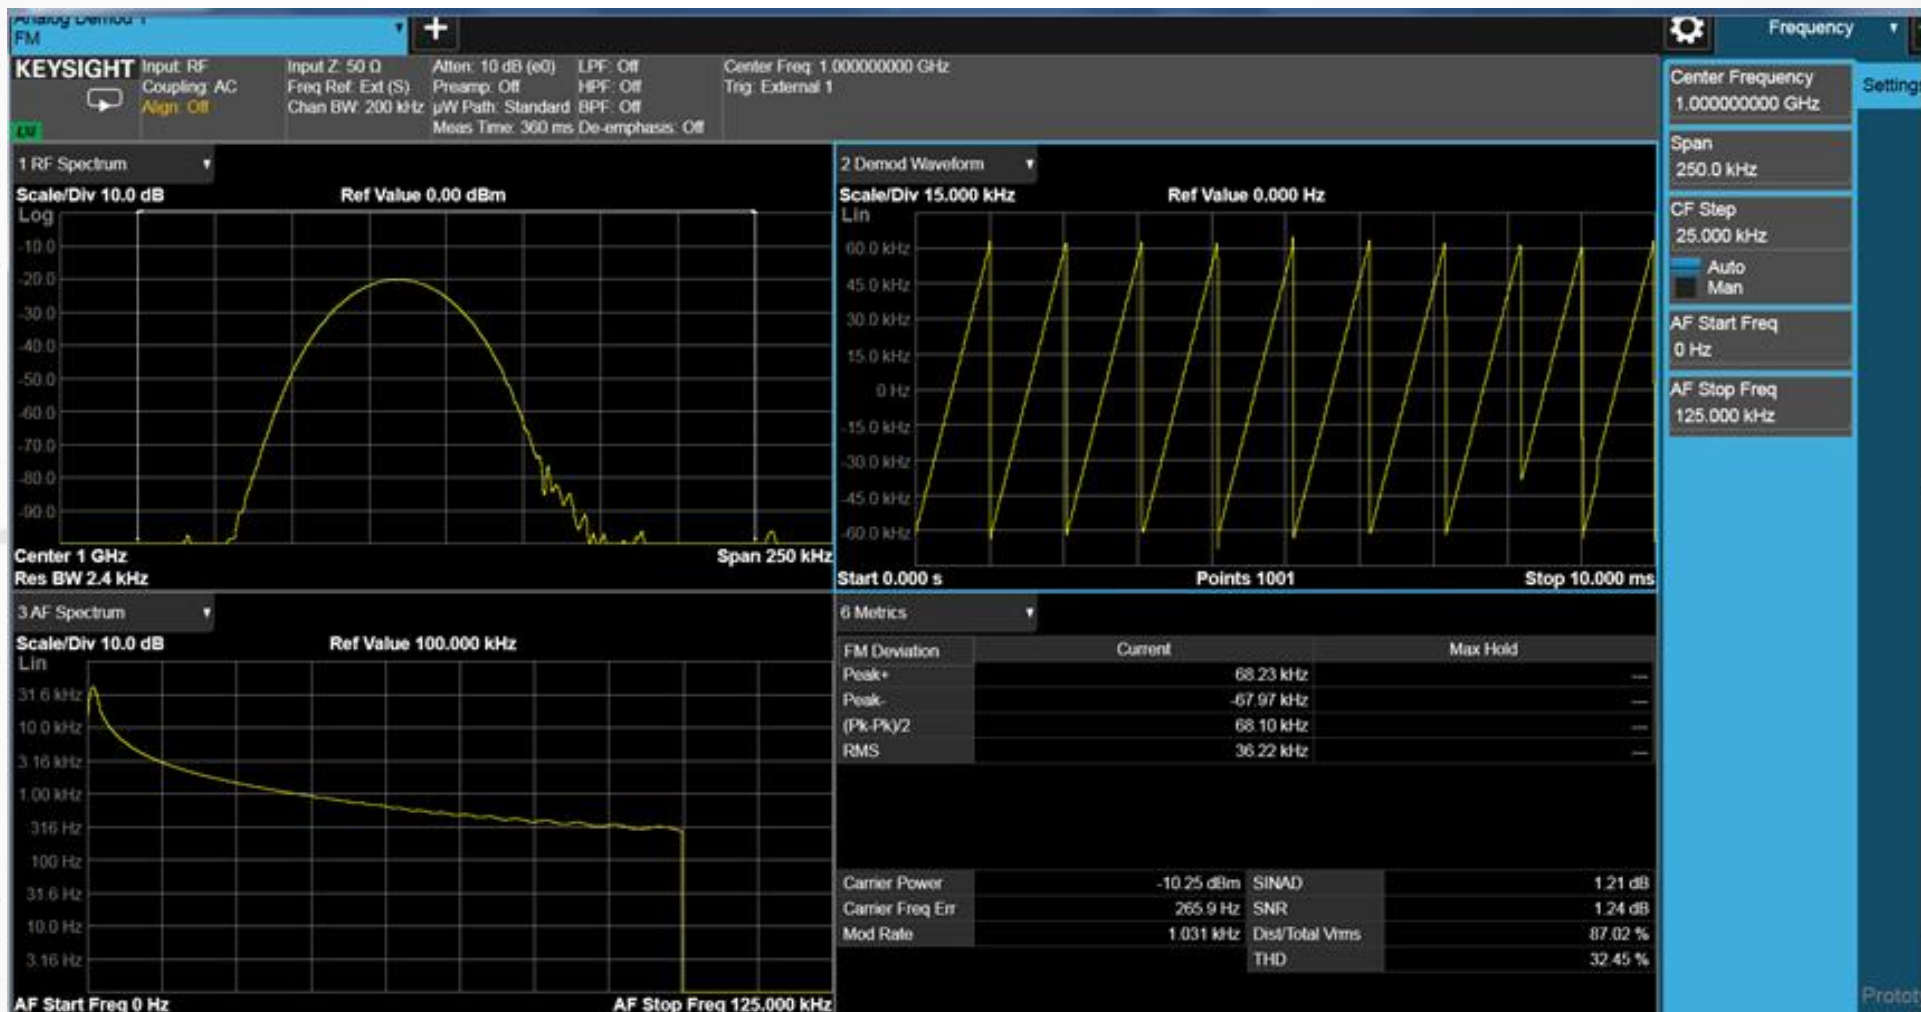 Analog Demod 1
FM
+
Frequency
KEYSIGHT
Input: RF
Coupling: AC
Align: Off
LXI
Input Z: 50 Ω
Freq Ref: Ext (S)
Chan BW: 200 kHz
Atten: 10 dB (e0)
Preamp: Off
µW Path: Standard
Meas Time: 360 ms
LPF: Off
HPF: Off
BPF: Off
De-emphasis: Off
Center Freq: 1.000000000 GHz
Trig: External 1
1 RF Spectrum
Scale/Div 10.0 dB
Ref Value 0.00 dBm
Log
-10.0
-20.0
-30.0
-40.0
-50.0
-60.0
-70.0
-80.0
-90.0
Center 1 GHz
Span 250 kHz
Res BW 2.4 kHz
2 Demod Waveform
Scale/Div 15.000 kHz
Ref Value 0.000 Hz
Lin
60.0 kHz
45.0 kHz
30.0 kHz
15.0 kHz
0 Hz
-15.0 kHz
-30.0 kHz
-45.0 kHz
-60.0 kHz
Start 0.000 s
Points 1001
Stop 10.000 ms
3 AF Spectrum
Scale/Div 10.0 dB
Ref Value 100.000 kHz
Lin
31.6 kHz
10.0 kHz
3.16 kHz
1.00 kHz
316 Hz
100 Hz
31.6 Hz
10.0 Hz
3.16 Hz
AF Start Freq 0 Hz
AF Stop Freq 125.000 kHz
6 Metrics
FM Deviation Current Max Hold
Peak+ 68.23 kHz ---
Peak- -67.97 kHz ---
(Pk-Pk)/2 68.10 kHz ---
RMS 36.22 kHz ---
Carrier Power -10.25 dBm SINAD 1.21 dB
Carrier Freq Err 265.9 Hz SNR 1.24 dB
Mod Rate 1.031 kHz Dist/Total Vrms 87.02 %
THD 32.45 %
Center Frequency
1.000000000 GHz
Span
250.0 kHz
CF Step
25.000 kHz
Auto
Man
AF Start Freq
0 Hz
AF Stop Freq
125.000 kHz
Settings
Protot